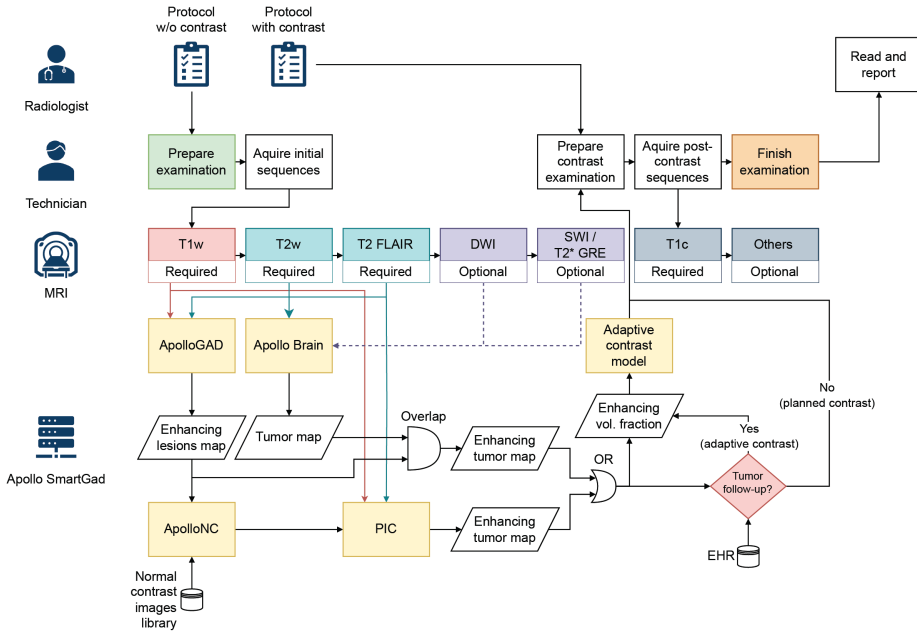 Protocol
w/o contrast
Protocol
with contrast
Read and
report
Radiologist
Prepare
examination
Aquire initial
sequences
Prepare
contrast
examination
Aquire post-
contrast
sequences
Finish
examination
Technician
T1w
Required
T2w
Required
T2 FLAIR
Required
DWI
Optional
SWI /
T2* GRE
Optional
T1c
Required
Others
Optional
MRI
ApolloGAD
Apollo Brain
Adaptive
contrast
model
No
(planned contrast)
Enhancing
lesions map
Tumor map
Overlap
Enhancing
tumor map
Enhancing
vol. fraction
Yes
(adaptive contrast)
OR
Tumor
follow-up?
Apollo SmartGad
ApolloNC
PIC
Enhancing
tumor map
EHR
Normal
contrast
images
library